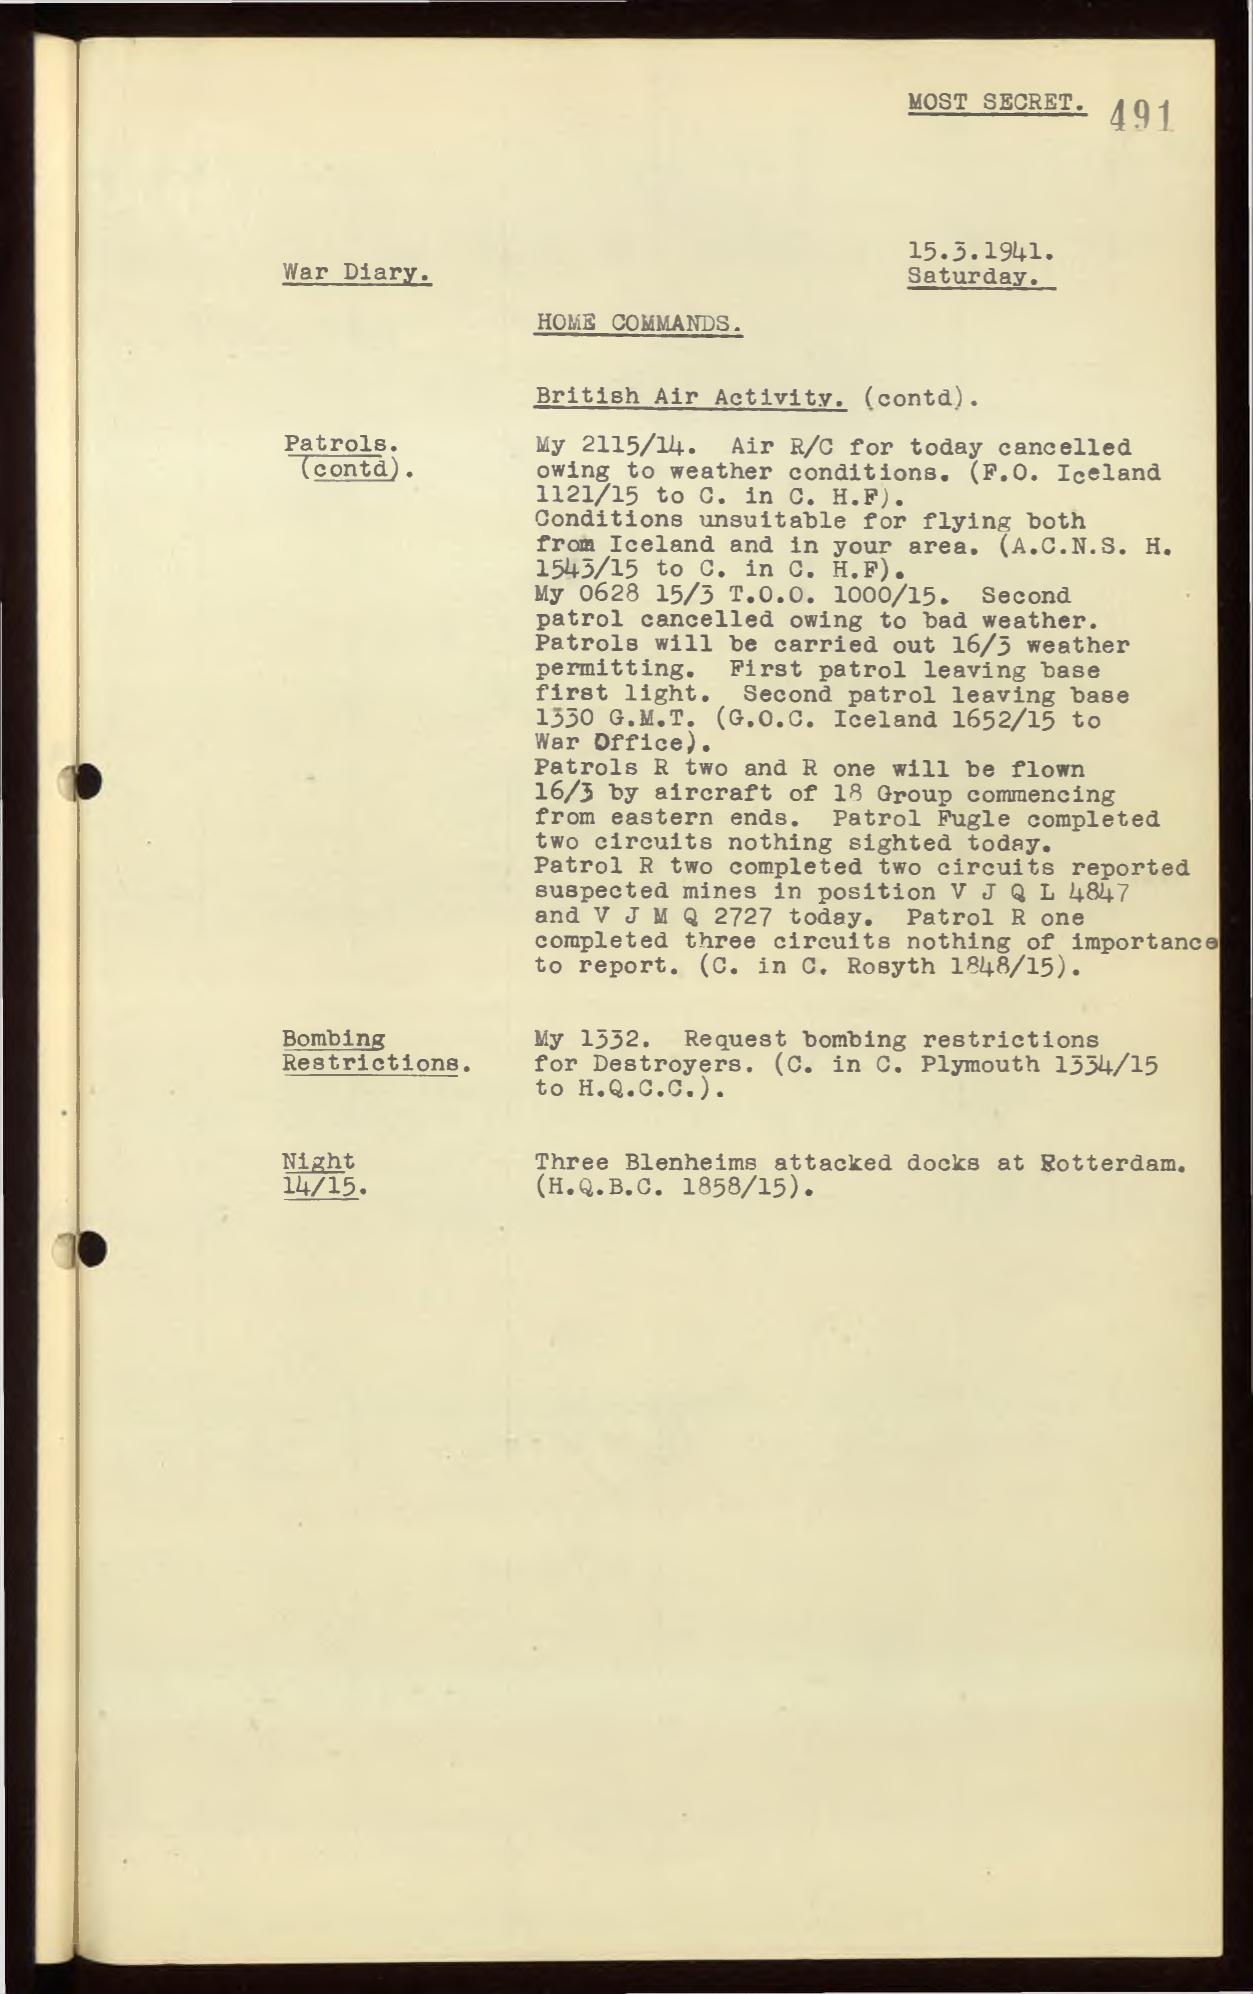 MOST SECRET. 491
15.3.1941.
War Diary.
Saturday.
HOME COMMANDS.
British Air Activity. (contd).
Patrols.
(contd).
My 2115/14. Air R/C for today cancelled
owing to weather conditions. (F.O. Iceland
1121/15 to C. in C. H.F).
Conditions unsuitable for flying both
from Iceland and in your area. (A.C.N.S. H.
1543/15 to C. in C. H.F).
My 0628 15/3 T.O.O. 1000/15. Second
patrol cancelled owing to bad weather.
Patrols will be carried out 16/3 weather
permitting. First patrol leaving base
first light. Second patrol leaving base
1330 G.M.T. (G.O.C. Iceland 1652/15 to
War Office).
Patrols R two and R one will be flown
16/3 by aircraft of 18 Group commencing
from eastern ends. Patrol Fugle completed
two circuits nothing sighted today.
Patrol R two completed two circuits reported
suspected mines in position V J Q L 4847
and V J M Q 2727 today. Patrol R one
completed three circuits nothing of importance
to report. (C. in C. Rosyth 1848/15).
Bombing
Restrictions.
My 1332. Request bombing restrictions
for Destroyers. (C. in C. Plymouth 1334/15
to H.Q.C.C.).
Night
14/15.
Three Blenheims attacked docks at Rotterdam.
(H.Q.B.C. 1858/15).